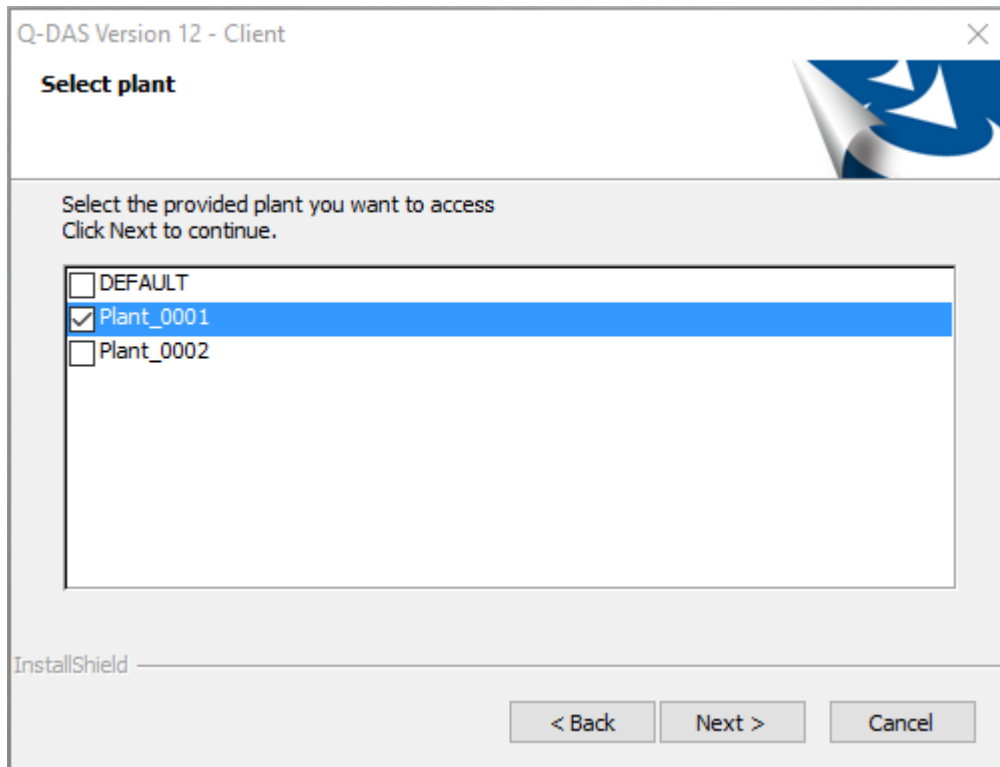 Q-DAS Version 12 - Client
Select plant
Select the provided plant you want to access
Click Next to continue.
DEFAULT
Plant_0001
Plant_0002
InstallShield
< Back
Next >
Cancel